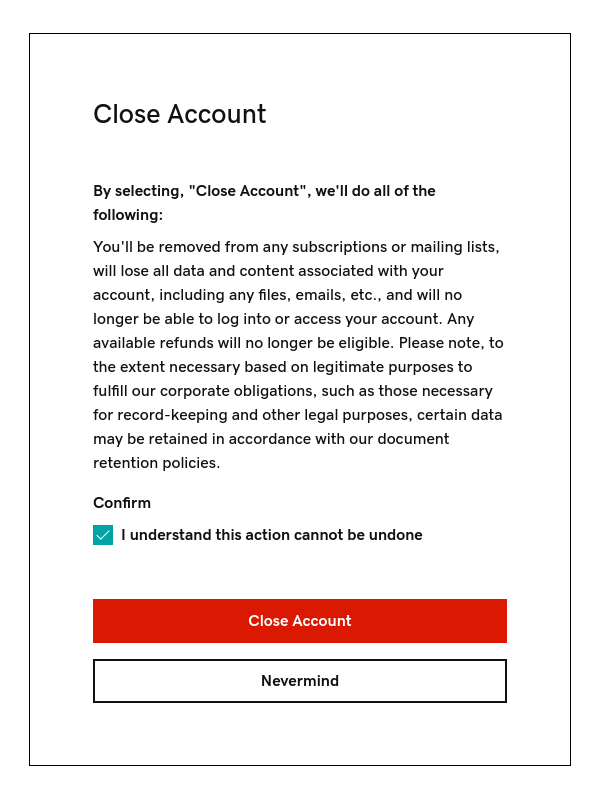 Close Account
By selecting, "Close Account", we'll do all of the
following:
You'll be removed from any subscriptions or mailing lists,
will lose all data and content associated with your
account, including any files, emails, etc., and will no
longer be able to log into or access your account. Any
available refunds will no longer be eligible. Please note, to
the extent necessary based on legitimate purposes to
fulfill our corporate obligations, such as those necessary
for record-keeping and other legal purposes, certain data
may be retained in accordance with our document
retention policies.
Confirm
I understand this action cannot be undone
Close Account
Nevermind